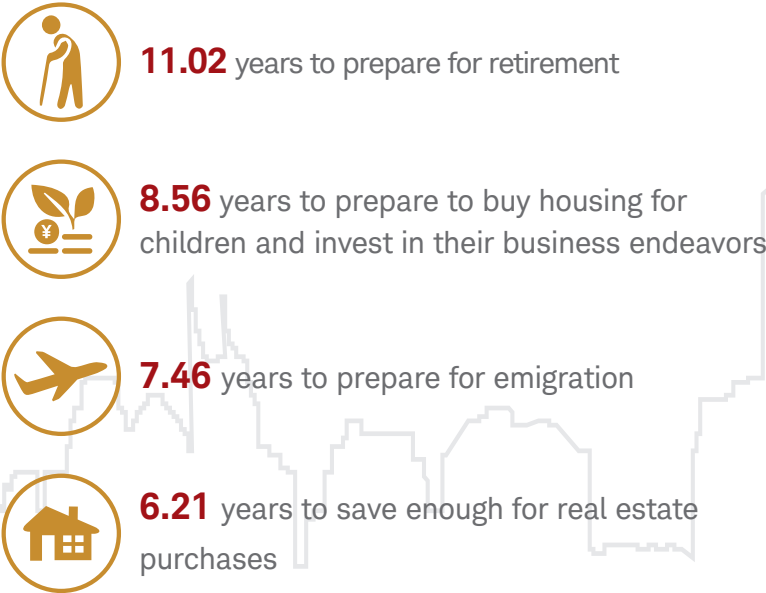 11.02 years to prepare for retirement
8.56 years to prepare to buy housing for
children and invest in their business endeavors
¥
7.46 years to prepare for emigration
6.21 years to save enough for real estate
purchases